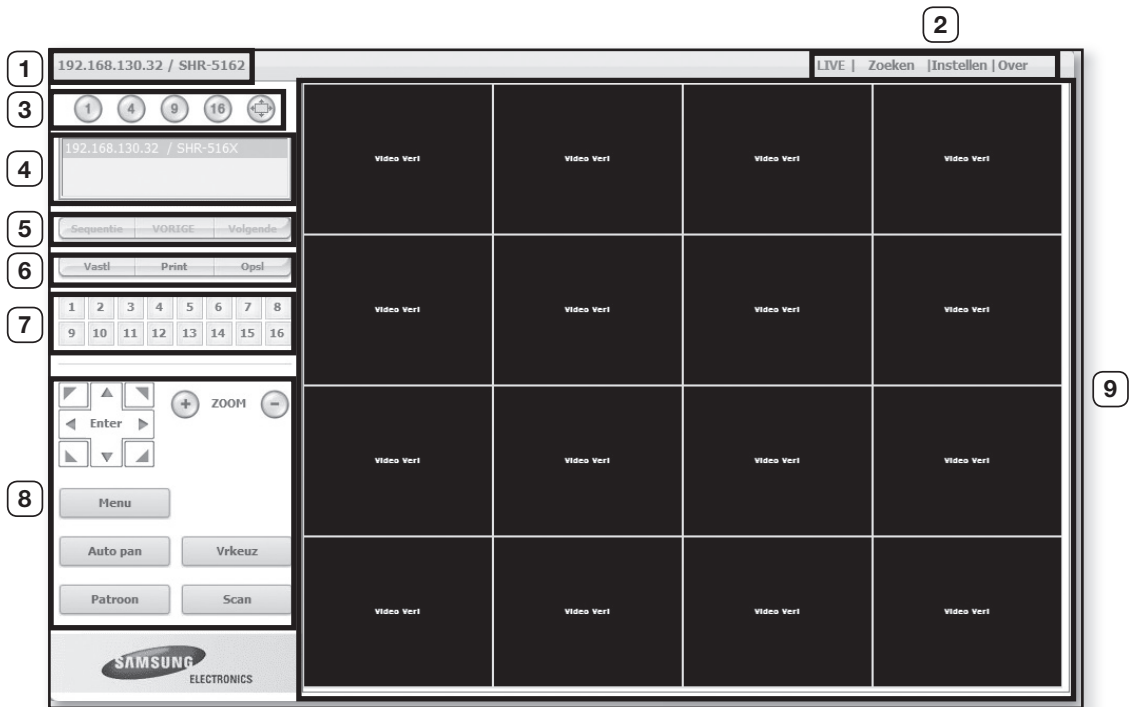 2
1
192.168.130.32 / SHR-5162
LIVE | Zoeken |Instellen | Over
3
1 4 9 16
4
192.168.130.32 / SHR-516X
Video Verl Video Verl Video Verl Video Verl
5
Sequentie VORIGE Volgende
6
Vastl Print Opsl
7
1 2 3 4 5 6 7 8
9 10 11 12 13 14 15 16
Video Verl Video Verl Video Verl Video Verl
9
8
Enter
+ ZOOM -
Menu
Auto pan Vrkeuz
Patroon Scan
Video Verl Video Verl Video Verl Video Verl
Video Verl Video Verl Video Verl Video Verl
SAMSUNG
ELECTRONICS